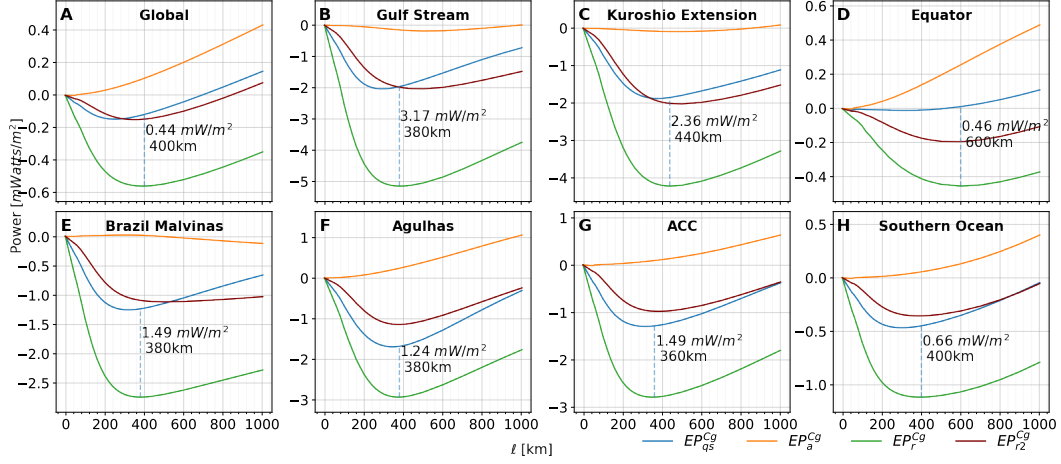 A Global
B Gulf Stream
C Kuroshio Extension
D Equator
0.4
0.2
0.0
−0.2
−0.4
−0.6
0.44 mW/m²
400km
0
−1
−2
−3
−4
−5
3.17 mW/m²
380km
0
−1
−2
−3
−4
2.36 mW/m²
440km
0.6
0.4
0.2
0.0
−0.2
−0.4
0.46 mW/m²
600km
Power [mWatts/m²]
E Brazil Malvinas
F Agulhas
G ACC
H Southern Ocean
0.0
−0.5
−1.0
−1.5
−2.0
−2.5
1.49 mW/m²
380km
1
0
−1
−2
−3
1.24 mW/m²
380km
1
0
−1
−2
−3
1.49 mW/m²
360km
0.5
0.0
−0.5
−1.0
0.66 mW/m²
400km
0 200 400 600 800 1000
0 200 400 600 800 1000
0 200 400 600 800 1000
0 200 400 600 800 1000
ℓ [km]
EP_{qs}^{Cg} EP_{a}^{Cg} EP_{r}^{Cg} EP_{r2}^{Cg}